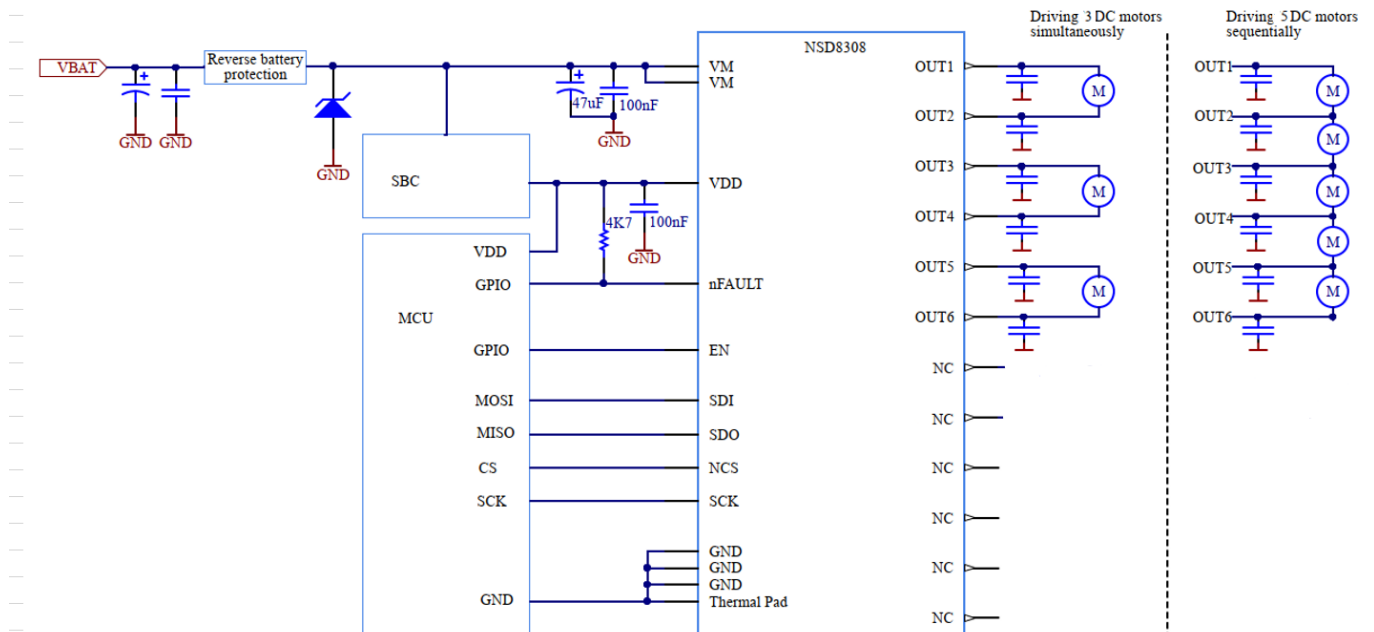 Driving 3 DC motors
simultaneously
Driving 5 DC motors
sequentially
NSD8308
VBAT
Reverse battery
protection
VM
VM
OUT1
M
OUT1
M
47uF
100nF
GND
GND
GND
GND
OUT2
OUT2
M
SBC
VDD
OUT3
M
OUT3
M
4K7
100nF
OUT4
OUT4
M
VDD
GND
GPIO
nFAULT
OUT5
M
OUT5
M
MCU
OUT6
OUT6
GPIO
EN
NC
MOSI
SDI
NC
MISO
SDO
CS
NCS
NC
SCK
SCK
NC
GND
GND
NC
GND
GND
Thermal Pad
NC